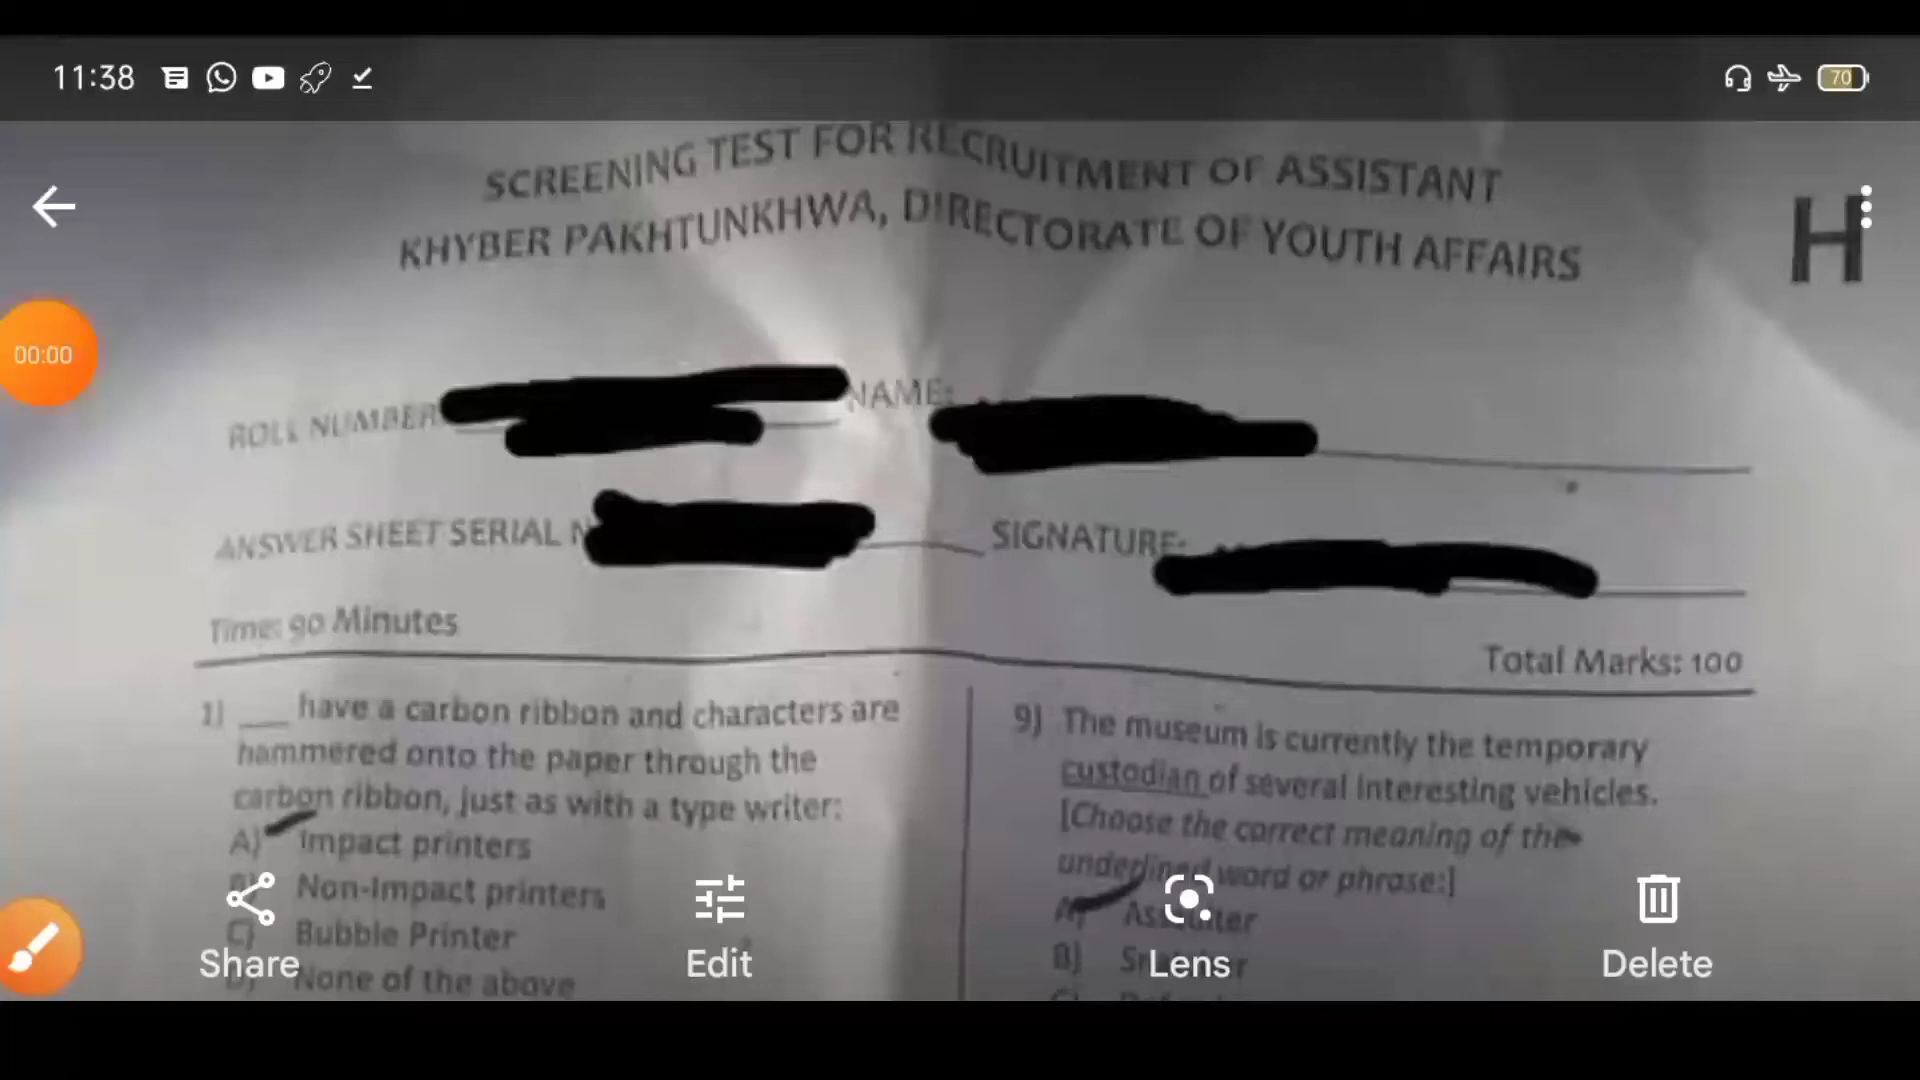 11:38
70
SCREENING TEST FOR RECRUITMENT OF ASSISTANT
KHYBER PAKHTUNKHWA, DIRECTORATE OF YOUTH AFFAIRS
H
00:00
ROLL NUMBER
NAME:
ANSWER SHEET SERIAL N
SIGNATURE:
Time: 90 Minutes
Total Marks: 100
1) ___ have a carbon ribbon and characters are
hammered onto the paper through the
carbon ribbon, just as with a type writer:
A) Impact printers
B) Non-Impact printers
C) Bubble Printer
D) None of the above
9) The museum is currently the temporary
custodian of several interesting vehicles.
[Choose the correct meaning of the
underlined word or phrase:]
A)
B)
Share
Edit
Lens
Delete